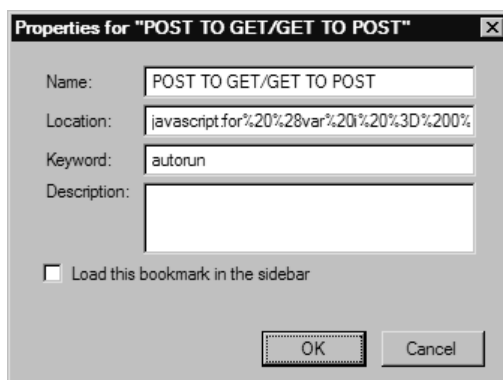 Properties for "POST TO GET/GET TO POST"
Name: POST TO GET/GET TO POST
Location: javascript:for%20%28var%20i%20%3D%200%
Keyword: autorun
Description:
Load this bookmark in the sidebar
OK Cancel